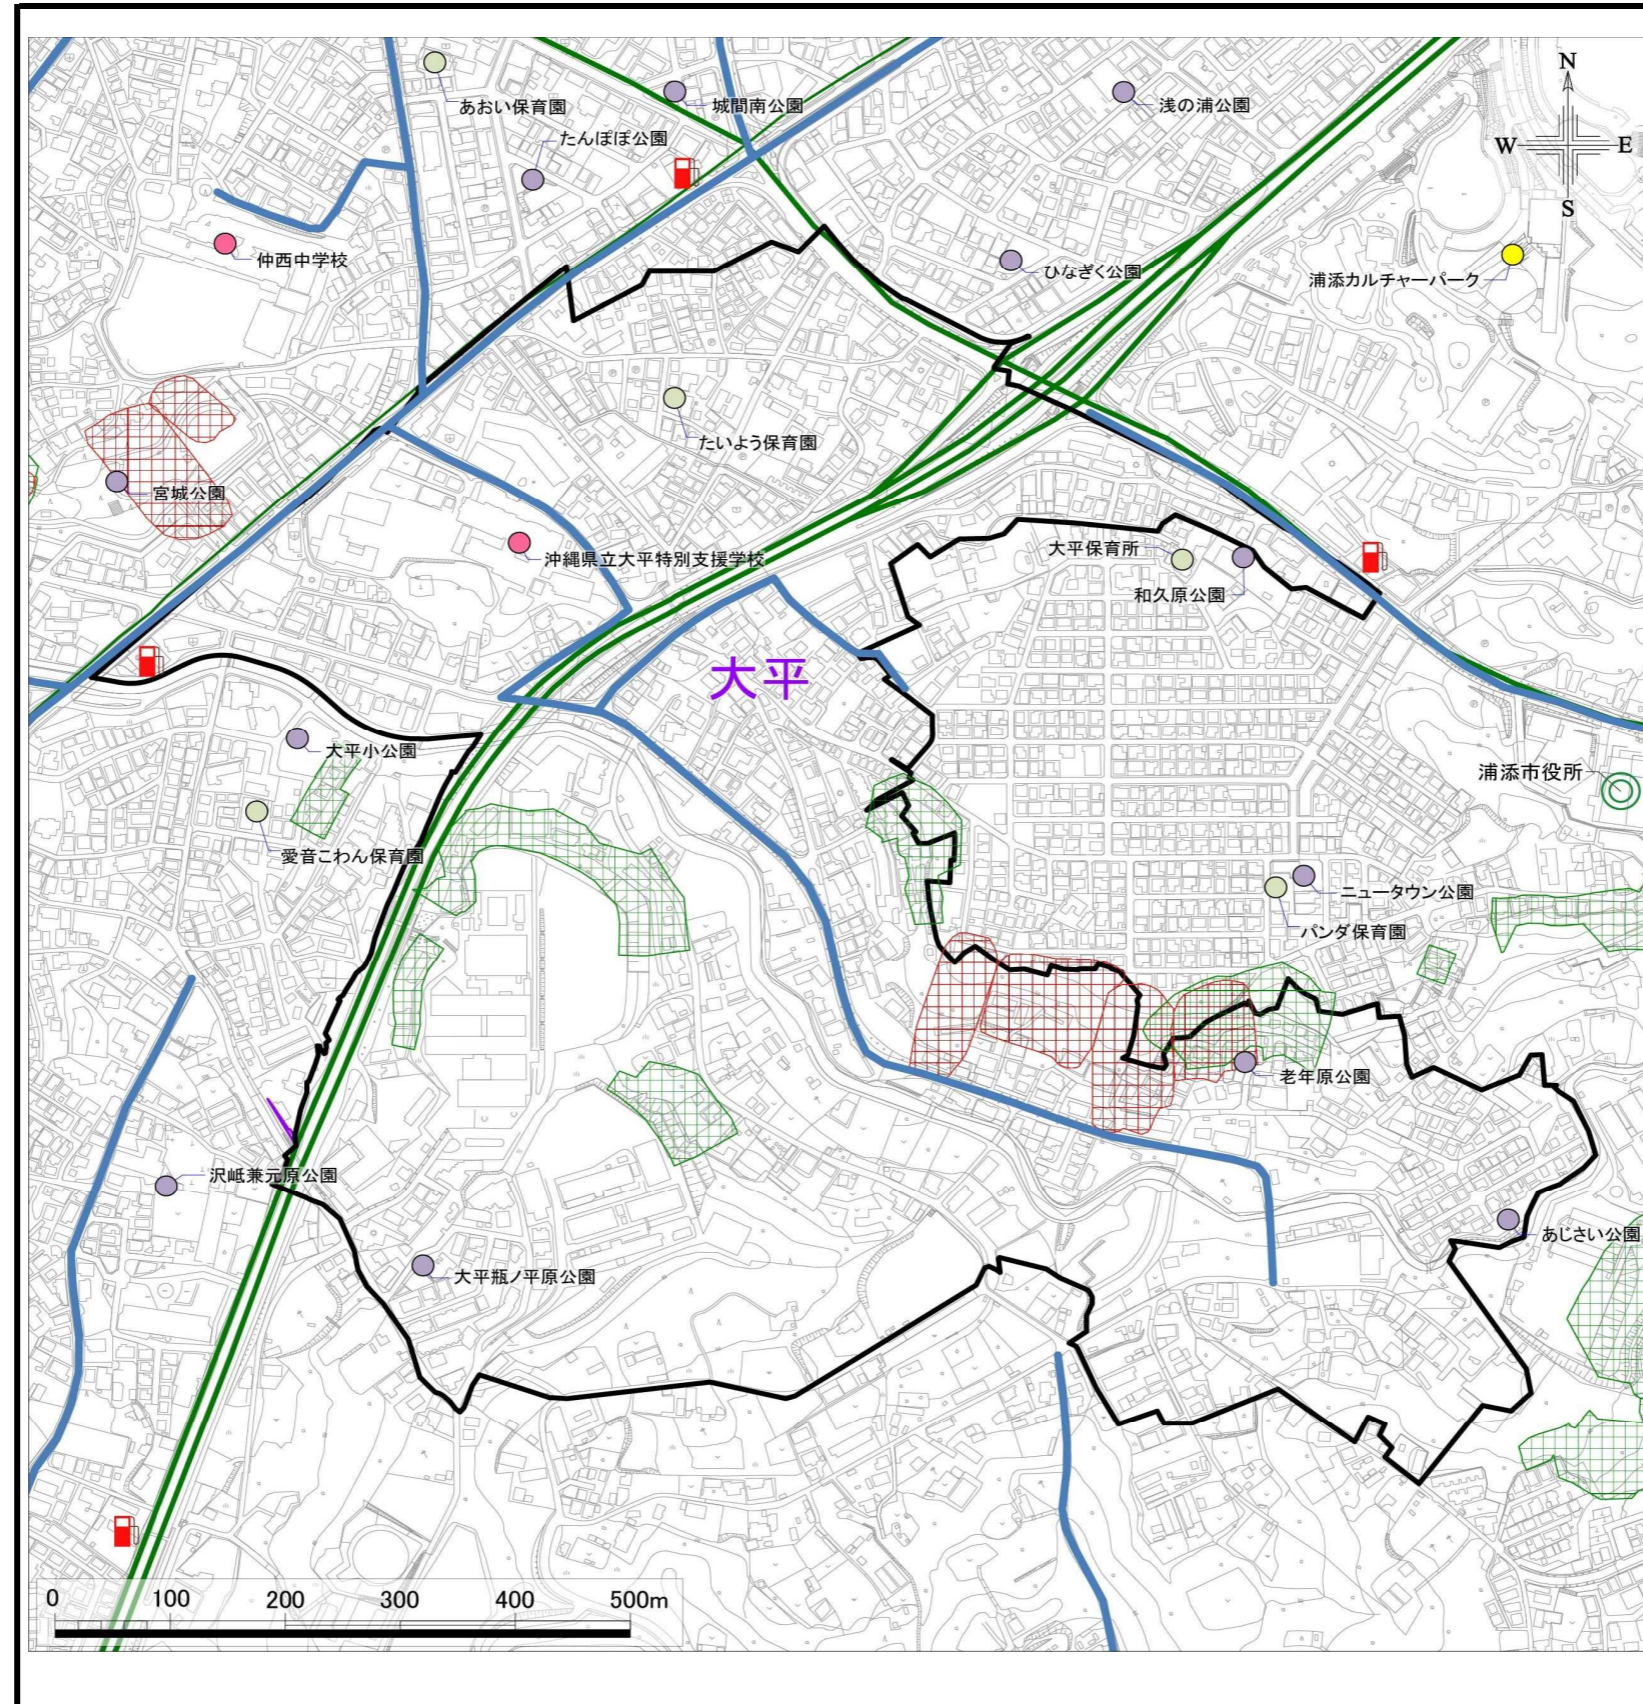 あおい保育園
城間南公園
浅の浦公園
たんぽぽ公園
N
W
E
S
仲西中学校
ひなぎく公園
浦添カルチャーパーク
たいよう保育園
宮城公園
沖縄県立大平特別支援学校
大平保育所
和久原公園
大平
大平小公園
浦添市役所
愛音こわん保育園
ニュータウン公園
パンダ保育園
老年原公園
沢岻兼元原公園
あじさい公園
大平瓶ノ平原公園
0 100 200 300 400 500m